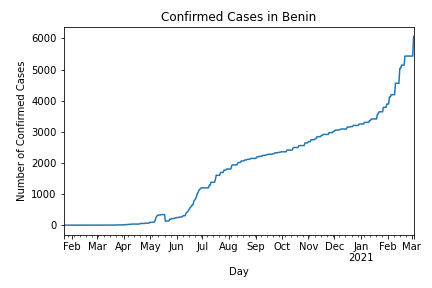 Confirmed Cases in Benin
Number of Confirmed Cases
6000
5000
4000
3000
2000
1000
0
Feb Mar Apr May Jun Jul Aug Sep Oct Nov Dec Jan Feb Mar
2021
Day